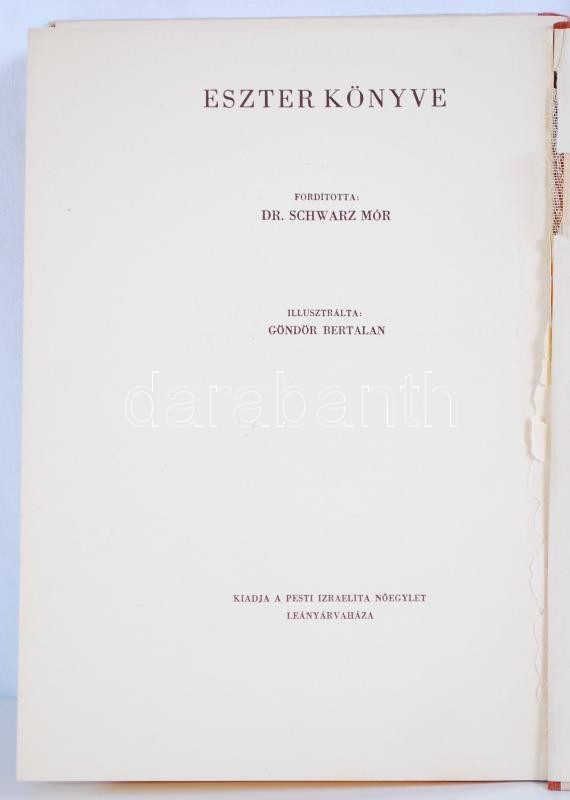 ESZTER KÖNYVE
FORDÍTOTTA:
DR. SCHWARZ MÓR
ILLUSZTRÁLTA:
GÖNDÖR BERTALAN
darabanth
KIADJA A PESTI IZRAELITA NŐEGYLET
LEÁNYÁRVAHÁZA